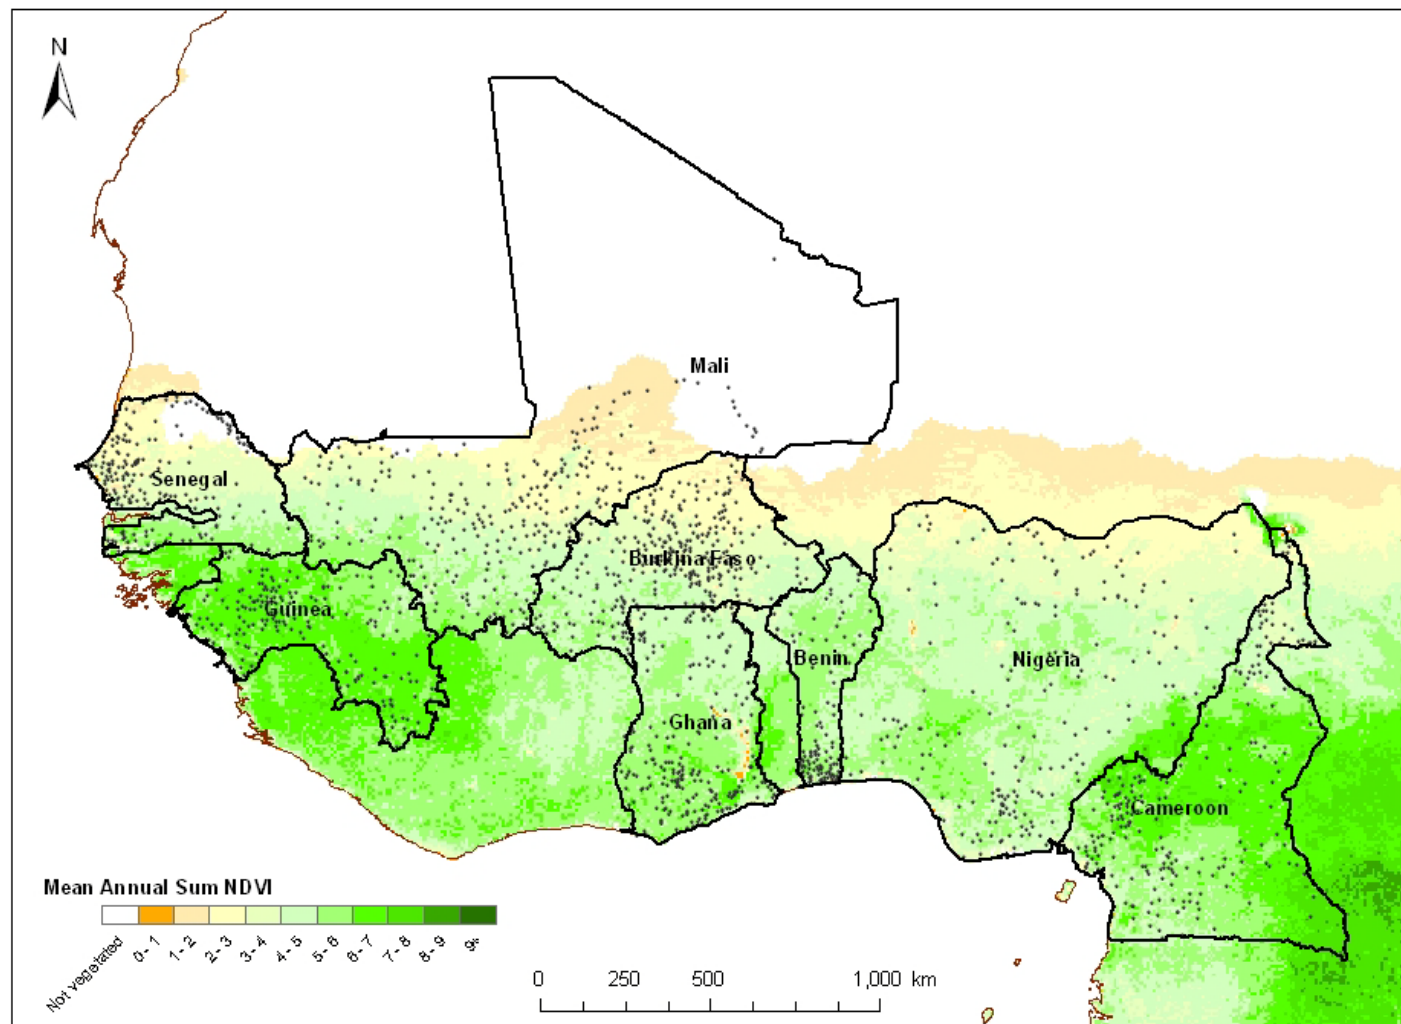 N
Mali
Senegal
Burkina Faso
Guinea
Benin
Nigeria
Ghana
Cameroon
Mean Annual Sum NDVI
Not vegetated
0 - 1
1 - 2
2 - 3
3 - 4
4 - 5
5 - 6
6 - 7
7 - 8
8 - 9
9+
0 250 500 1,000 km